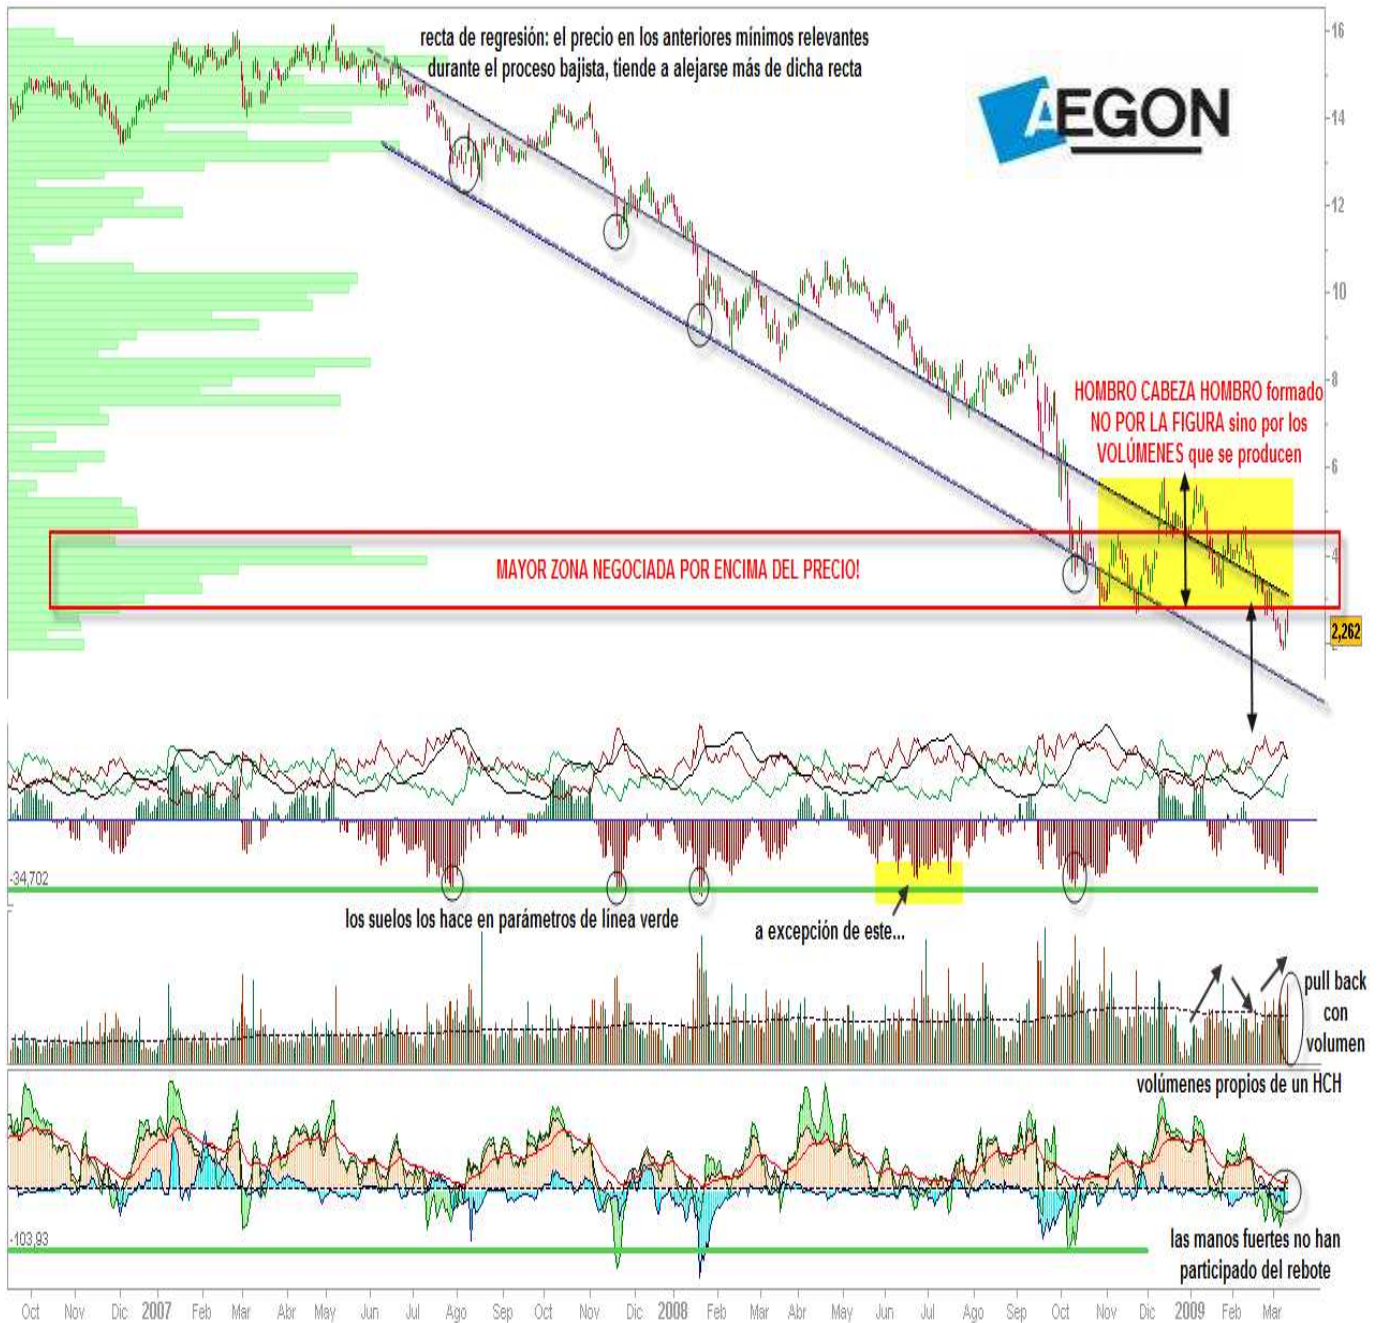 recta de regresión: el precio en los anteriores mínimos relevantes
durante el proceso bajista, tiende a alejarse más de dicha recta
AEGON
16
14
12
10
8
6
4
2
HOMBRO CABEZA HOMBRO formado
NO POR LA FIGURA sino por los
VOLÚMENES que se producen
MAYOR ZONA NEGOCIADA POR ENCIMA DEL PRECIO!
2,262
-34,702
los suelos los hace en parámetros de línea verde
a excepción de este...
pull back
con
volumen
volúmenes propios de un HCH
-103,93
las manos fuertes no han
participado del rebote
Oct Nov Dic 2007 Feb Mar Abr May Jun Jul Ago Sep Oct Nov Dic 2008 Feb Mar Abr May Jun Jul Ago Sep Oct Nov Dic 2009 Feb Mar